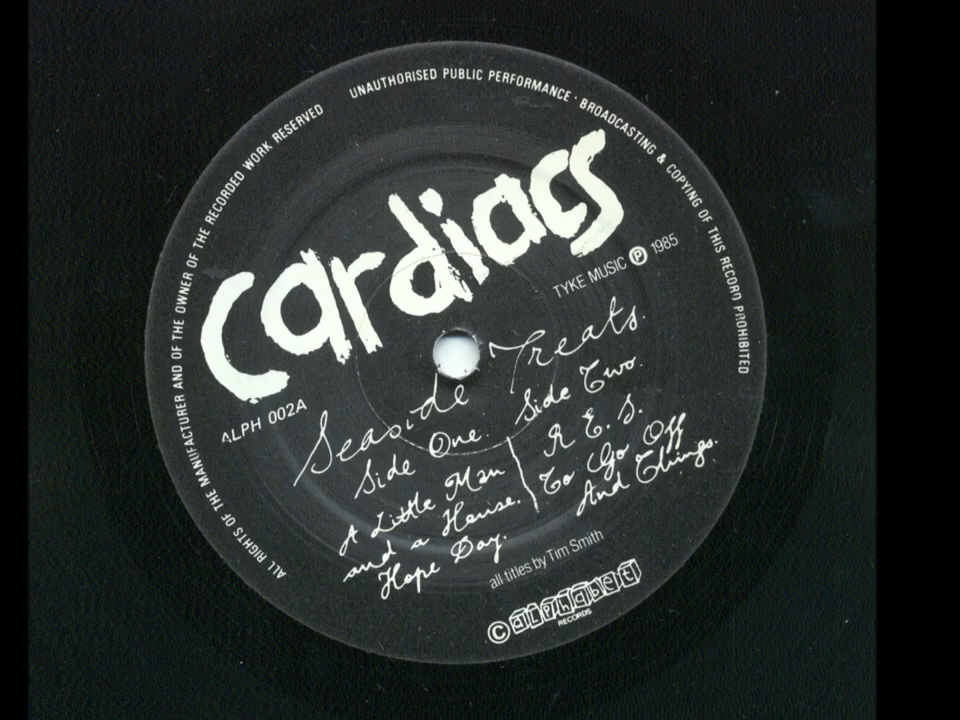 ALL RIGHTS OF THE MANUFACTURER AND OF THE OWNER OF THE RECORDED WORK RESERVED
UNAUTHORISED PUBLIC PERFORMANCE · BROADCASTING & COPYING OF THIS RECORD PROHIBITED
cardiacs
TYKE MUSIC Ⓟ 1985
ALPH 002A
Seaside Treats.
Side One.
A Little Man
and a House.
Hope Day.
Side Two.
R. E. S.
To Go Off
And Things.
all titles by Tim Smith
© alphabet
RECORDS